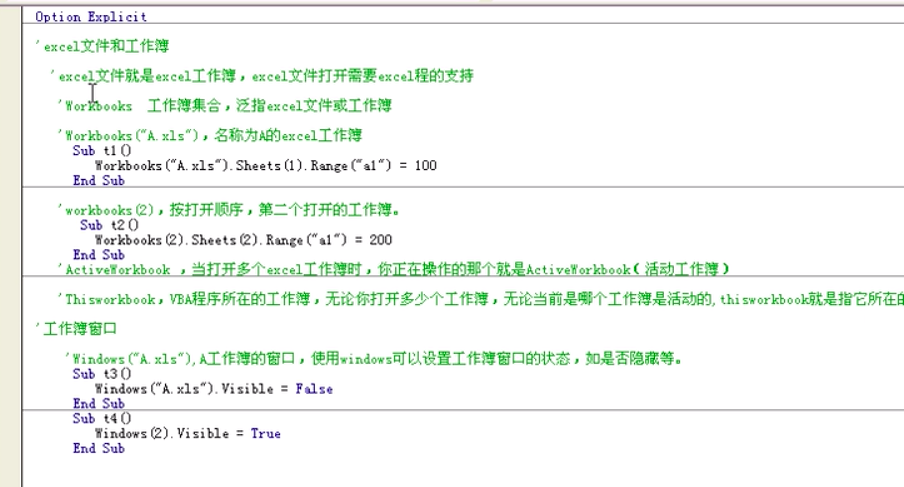 Option Explicit
'excel文件和工作簿
'excel文件就是excel工作簿，excel文件打开需要excel程的支持
'Workbooks 工作簿集合，泛指excel文件或工作簿
'Workbooks("A.xls")，名称为A的excel工作簿
Sub t1()
Workbooks("A.xls").Sheets(1).Range("a1") = 100
End Sub
'workbooks(2)，按打开顺序，第二个打开的工作簿。
Sub t2()
Workbooks(2).Sheets(2).Range("a1") = 200
End Sub
'ActiveWorkbook ，当打开多个excel工作簿时，你正在操作的那个就是ActiveWorkbook(活动工作簿)
'Thisworkbook，VBA程序所在的工作簿，无论你打开多少个工作簿，无论当前是哪个工作簿是活动的,thisworkbook就是指它所在的
'工作簿窗口
'Windows("A.xls"),A工作簿的窗口，使用windows可以设置工作簿窗口的状态，如是否隐藏等。
Sub t3()
Windows("A.xls").Visible = False
End Sub
Sub t4()
Windows(2).Visible = True
End Sub